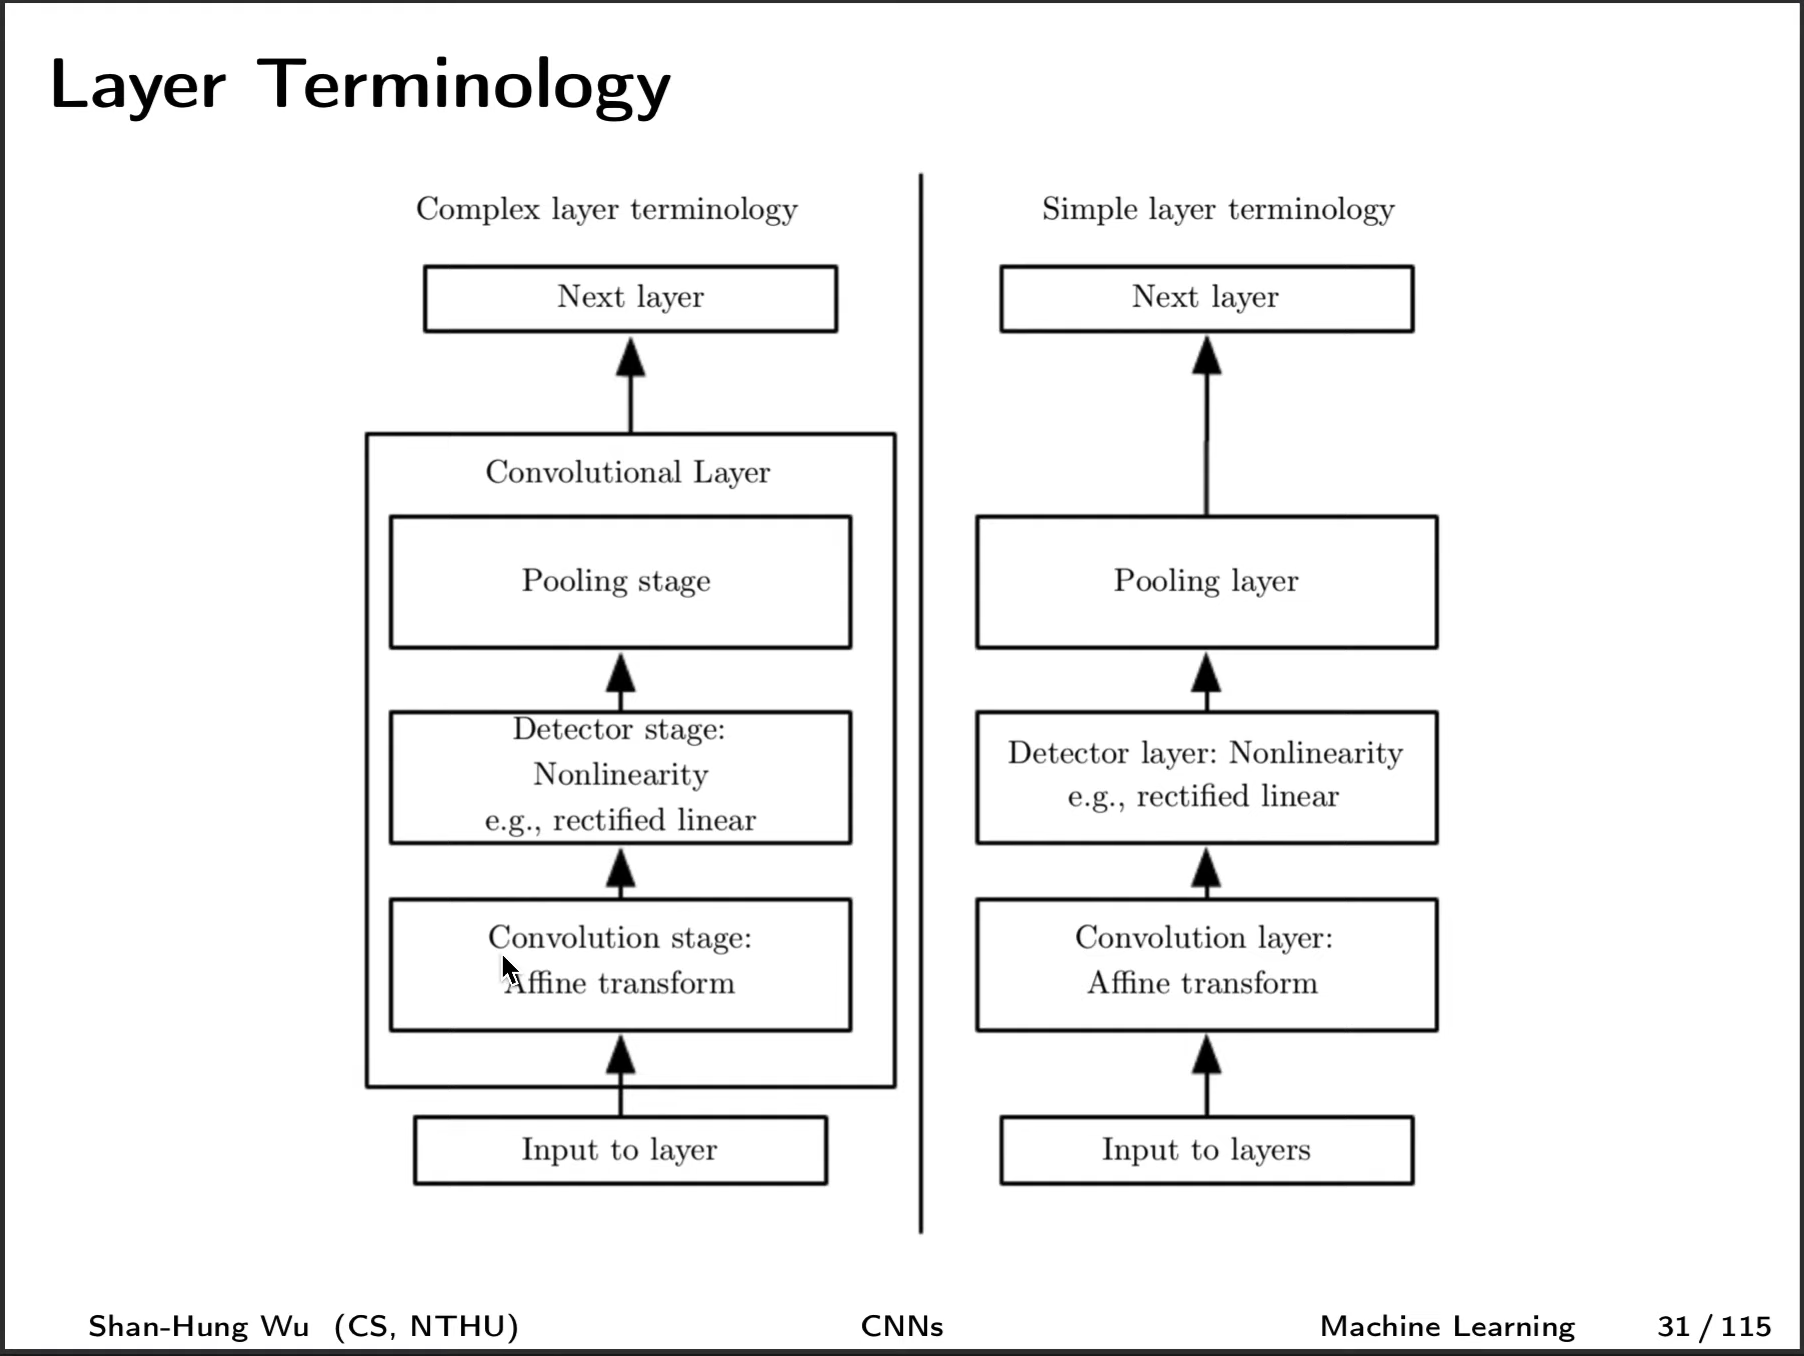 Layer Terminology
Complex layer terminology
Next layer
Convolutional Layer
Pooling stage
Detector stage:
Nonlinearity
e.g., rectified linear
Convolution stage:
Affine transform
Input to layer
Simple layer terminology
Next layer
Pooling layer
Detector layer: Nonlinearity
e.g., rectified linear
Convolution layer:
Affine transform
Input to layers
Shan-Hung Wu (CS, NTHU)
CNNs
Machine Learning
31 / 115